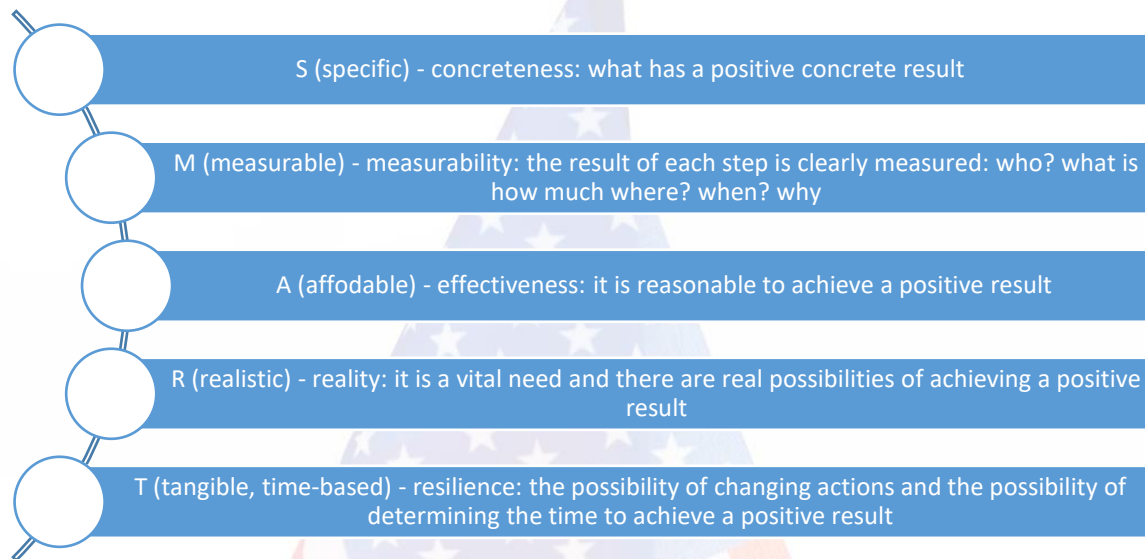 S (specific) - concreteness: what has a positive concrete result
M (measurable) - measurability: the result of each step is clearly measured: who? what is
how much where? when? why
A (affodable) - effectiveness: it is reasonable to achieve a positive result
R (realistic) - reality: it is a vital need and there are real possibilities of achieving a positive
result
T (tangible, time-based) - resilience: the possibility of changing actions and the possibility of
determining the time to achieve a positive result